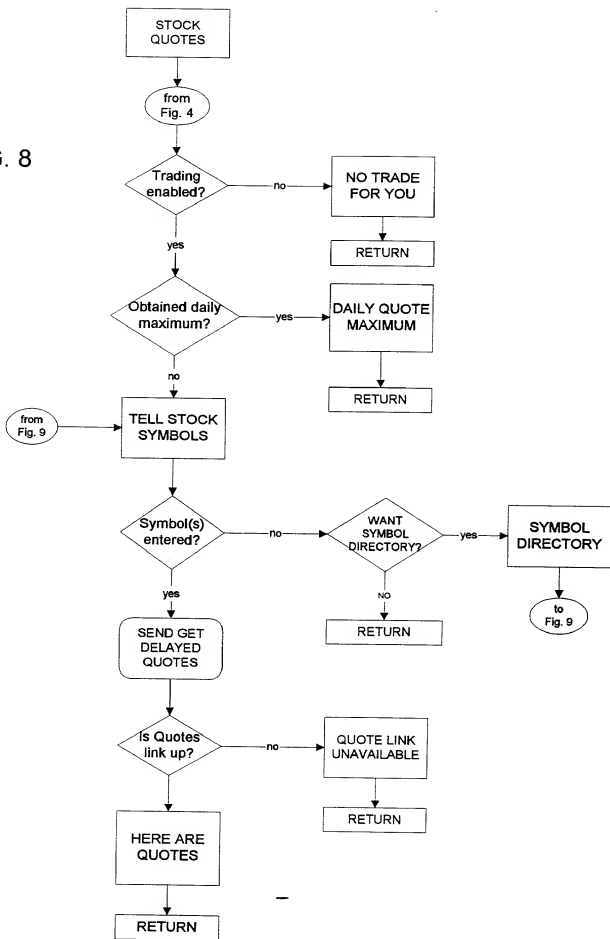 STOCK
QUOTES
from
Fig. 4
. 8
Trading
enabled?
no
NO TRADE
FOR YOU
RETURN
yes
Obtained daily
maximum?
yes
DAILY QUOTE
MAXIMUM
RETURN
no
from
Fig. 9
TELL STOCK
SYMBOLS
Symbol(s)
entered?
no
WANT
SYMBOL
DIRECTORY?
yes
SYMBOL
DIRECTORY
to
Fig. 9
NO
RETURN
yes
SEND GET
DELAYED
QUOTES
Is Quotes
link up?
no
QUOTE LINK
UNAVAILABLE
RETURN
HERE ARE
QUOTES
RETURN